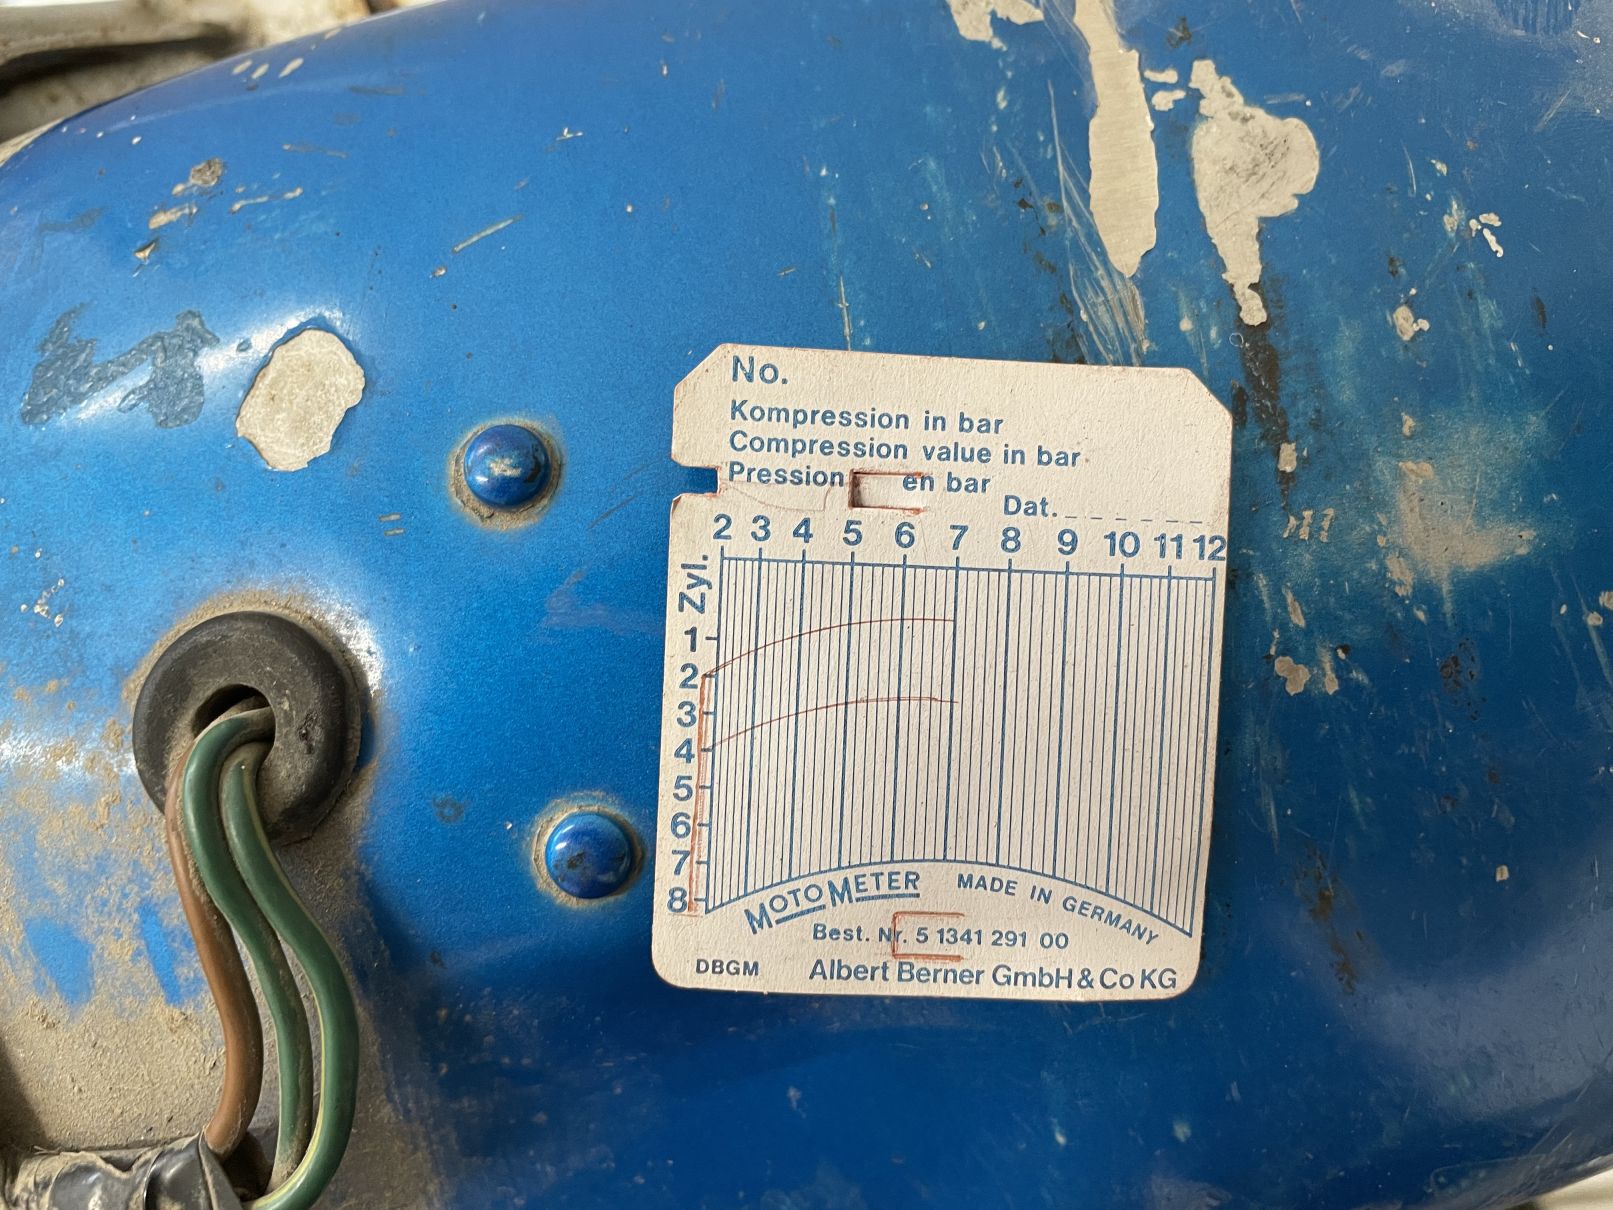 No.
Kompression in bar
Compression value in bar
Pression en bar
Dat.
2 3 4 5 6 7 8 9 10 11 12
Zyl.
1
2
3
4
5
6
7
8
MOTOMETER MADE IN GERMANY
Best. Nr. 5 1341 291 00
DBGM Albert Berner GmbH & Co KG